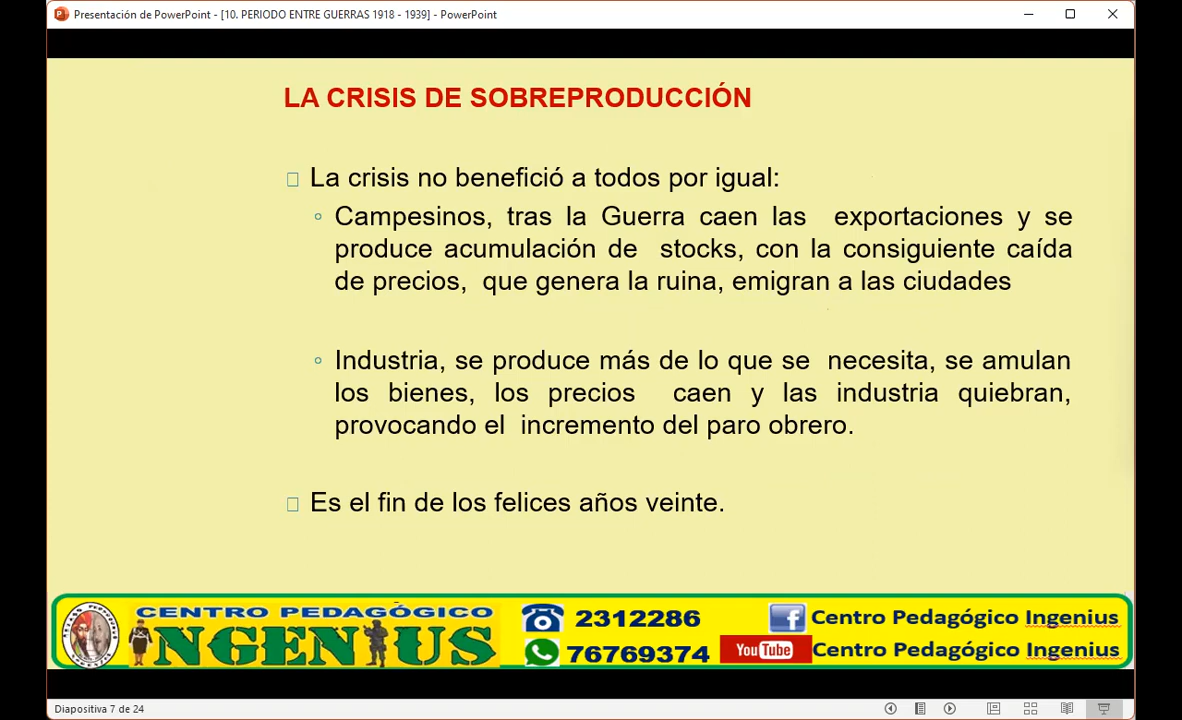 Presentación de PowerPoint - [10. PERIODO ENTRE GUERRAS 1918 - 1939] - PowerPoint
LA CRISIS DE SOBREPRODUCCIÓN
La crisis no benefició a todos por igual:
Campesinos, tras la Guerra caen las exportaciones y se
produce acumulación de stocks, con la consiguiente caída
de precios, que genera la ruina, emigran a las ciudades
Industria, se produce más de lo que se necesita, se amulan
los bienes, los precios caen y las industria quiebran,
provocando el incremento del paro obrero.
Es el fin de los felices años veinte.
CENTRO PEDAGÓGICO
INGENIUS
2312286
76769374
Centro Pedagógico Ingenius
You Tube Centro Pedagógico Ingenius
Diapositiva 7 de 24